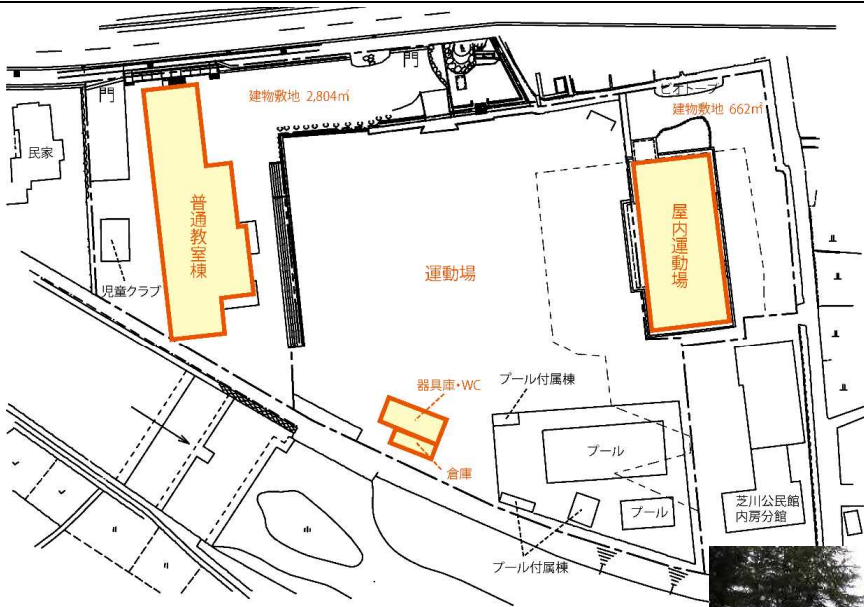 門
建物敷地 2,804㎡
門
ビオトープ
建物敷地 662㎡
民家
普通教室棟
屋内運動場
運動場
児童クラブ
器具庫・WC
プール付属棟
倉庫
プール
プール
芝川公民館
内房分館
プール付属棟